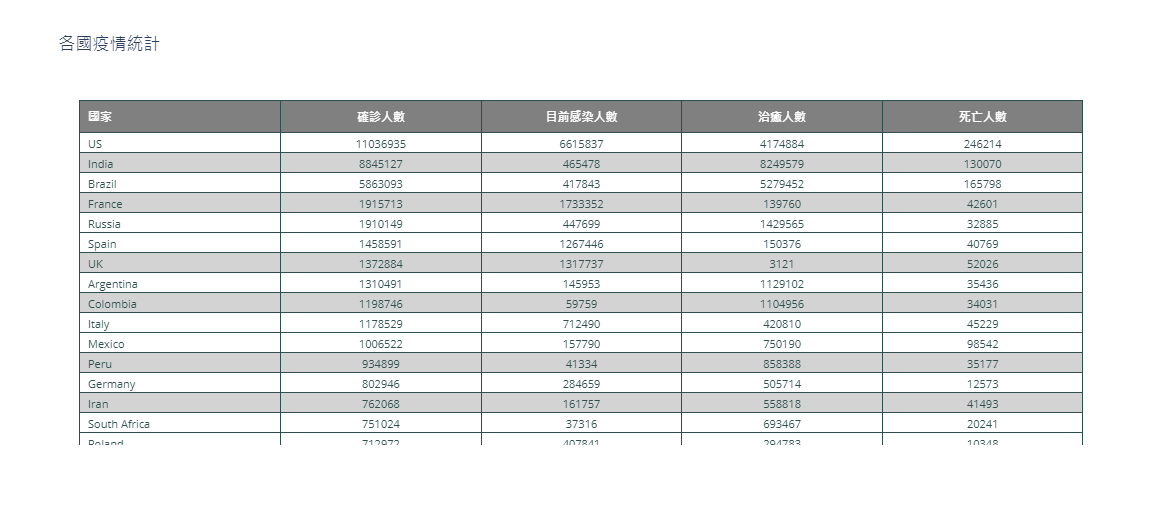 各國疫情統計
國家 確診人數 目前感染人數 治癒人數 死亡人數
US 11036935 6615837 4174884 246214
India 8845127 465478 8249579 130070
Brazil 5863093 417843 5279452 165798
France 1915713 1733352 139760 42601
Russia 1910149 447699 1429565 32885
Spain 1458591 1267446 150376 40769
UK 1372884 1317737 3121 52026
Argentina 1310491 145953 1129102 35436
Colombia 1198746 59759 1104956 34031
Italy 1178529 712490 420810 45229
Mexico 1006522 157790 750190 98542
Peru 934899 41334 858388 35177
Germany 802946 284659 505714 12573
Iran 762068 161757 558818 41493
South Africa 751024 37316 693467 20241
Poland 712972 407841 294783 10348